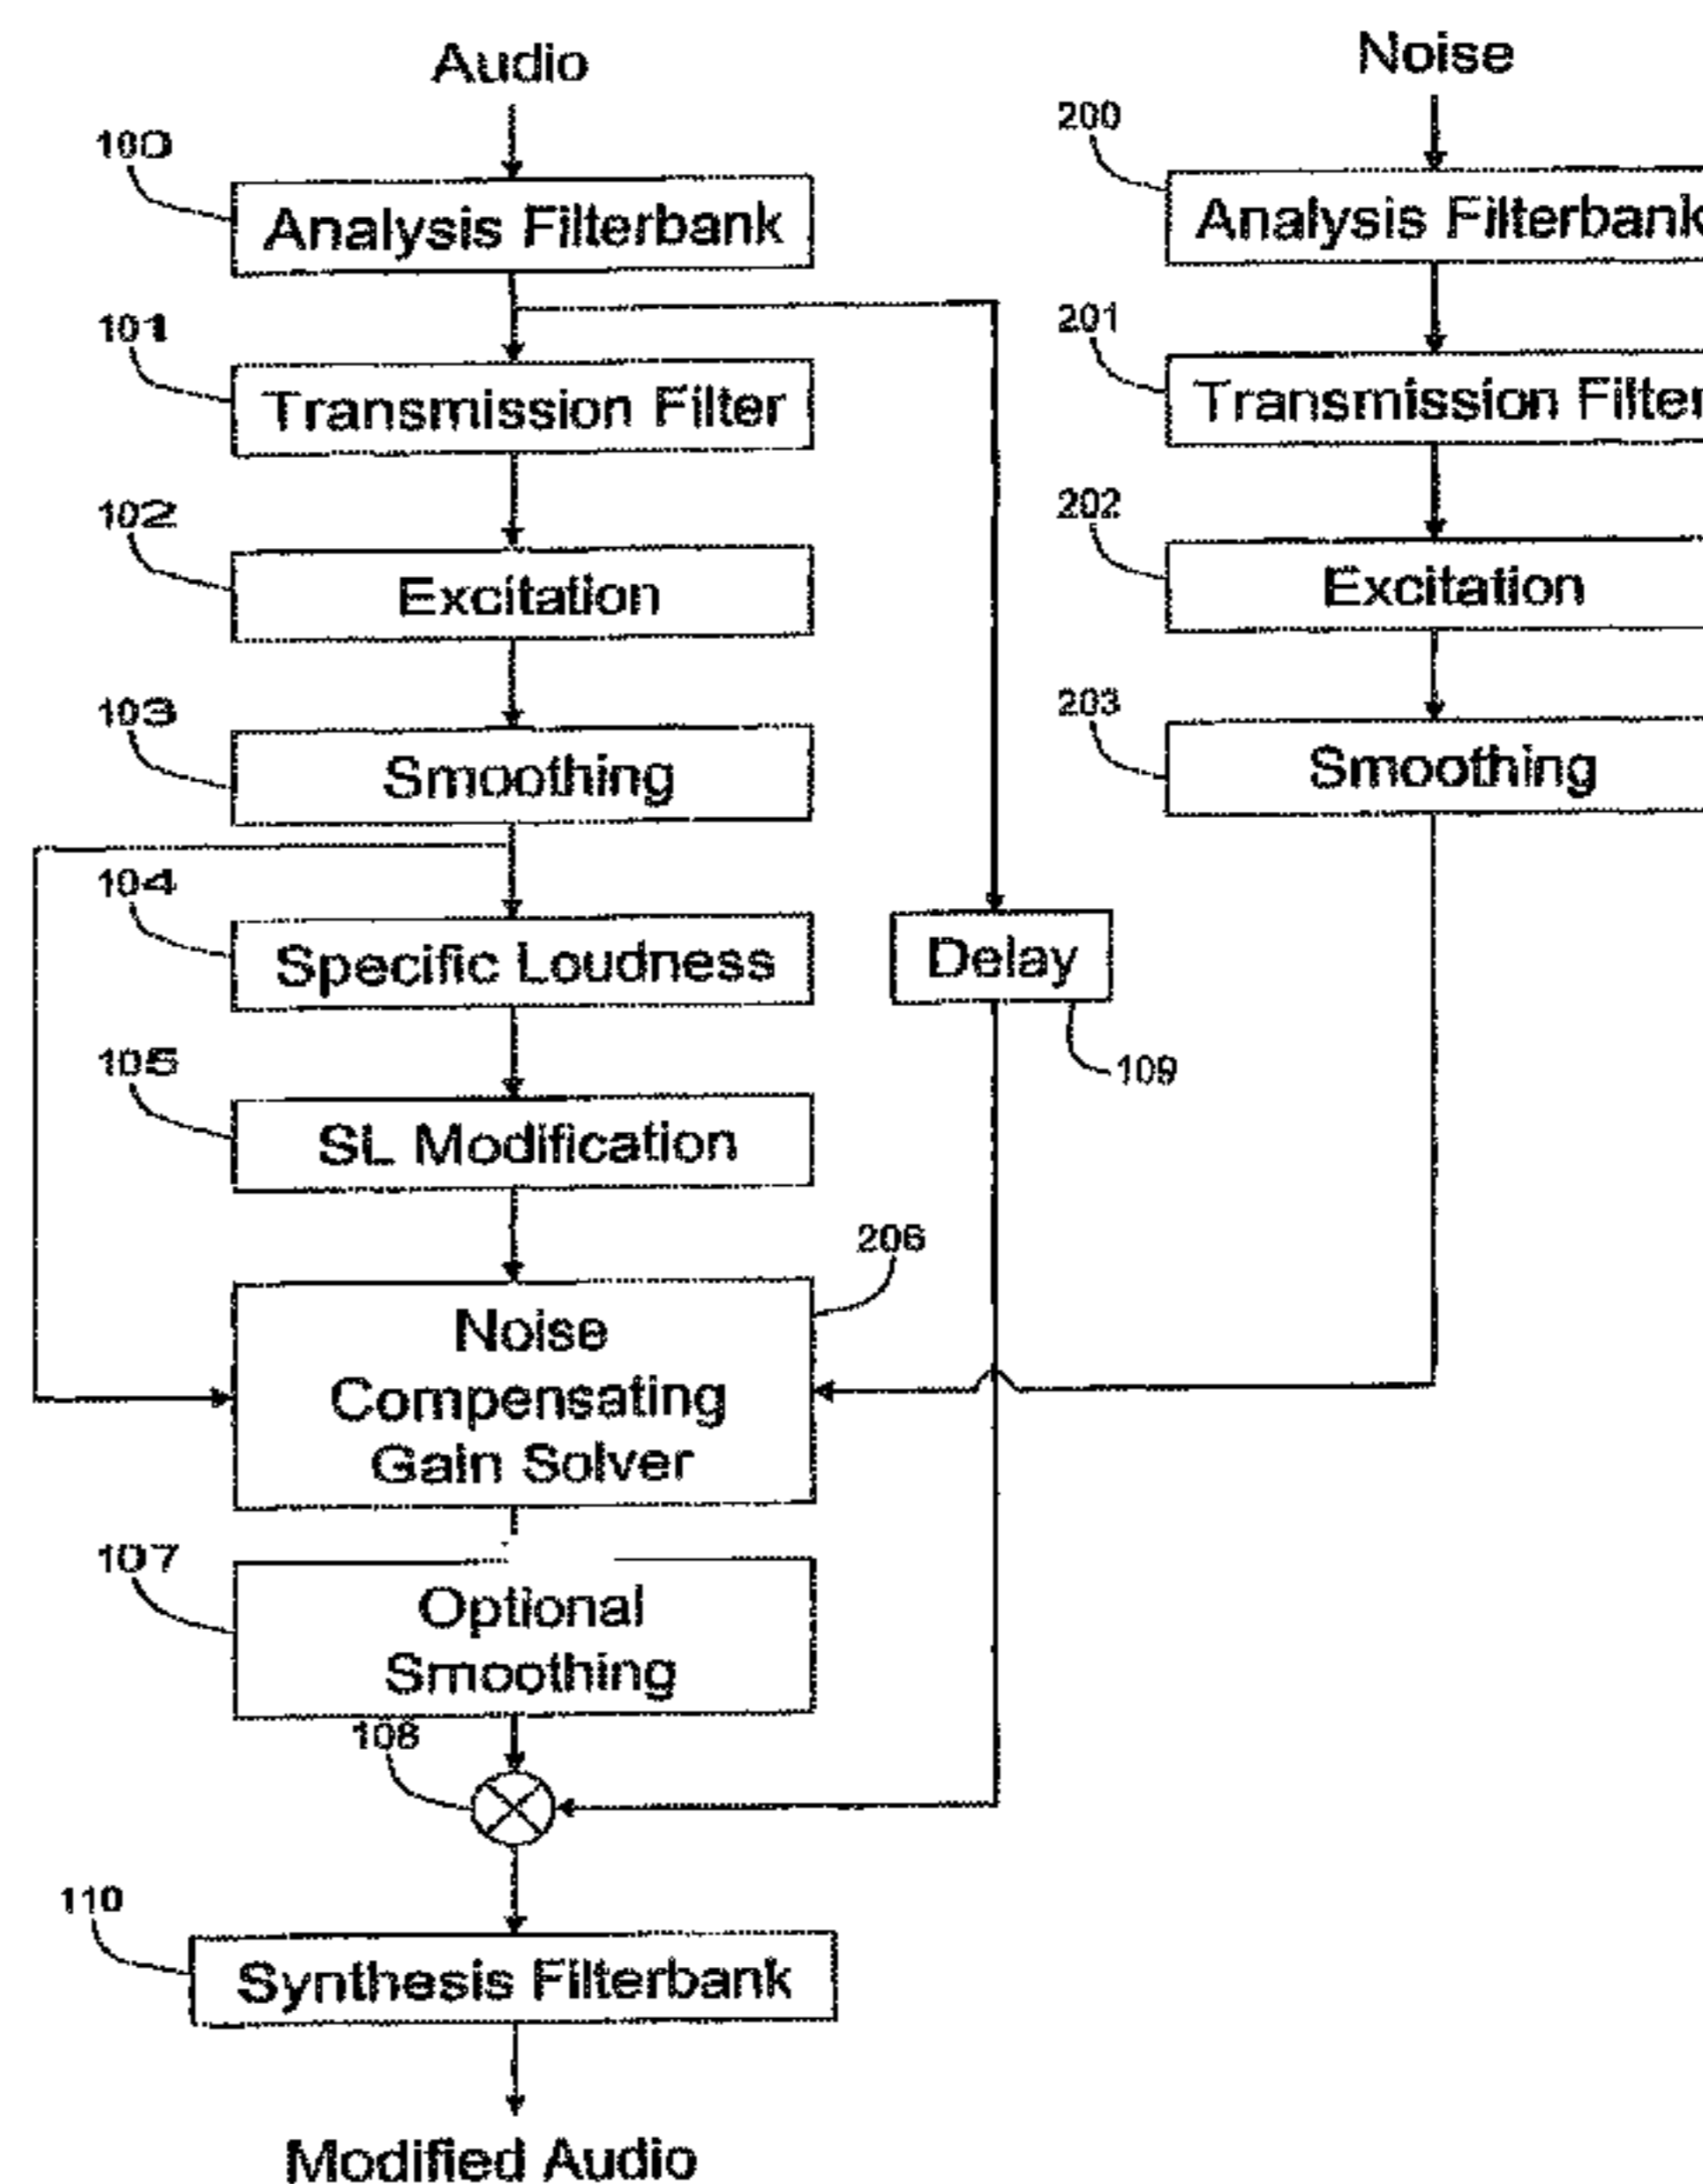 Audio
100
Analysis Filterbank
101
Transmission Filter
102
Excitation
103
Smoothing
104
Specific Loudness
105
SL Modification
206
Noise
Compensating
Gain Solver
107
Optional
Smoothing
108
110
Synthesis Filterbank
Modified Audio
Delay
109
Noise
200
Analysis Filterbank
201
Transmission Filter
202
Excitation
203
Smoothing